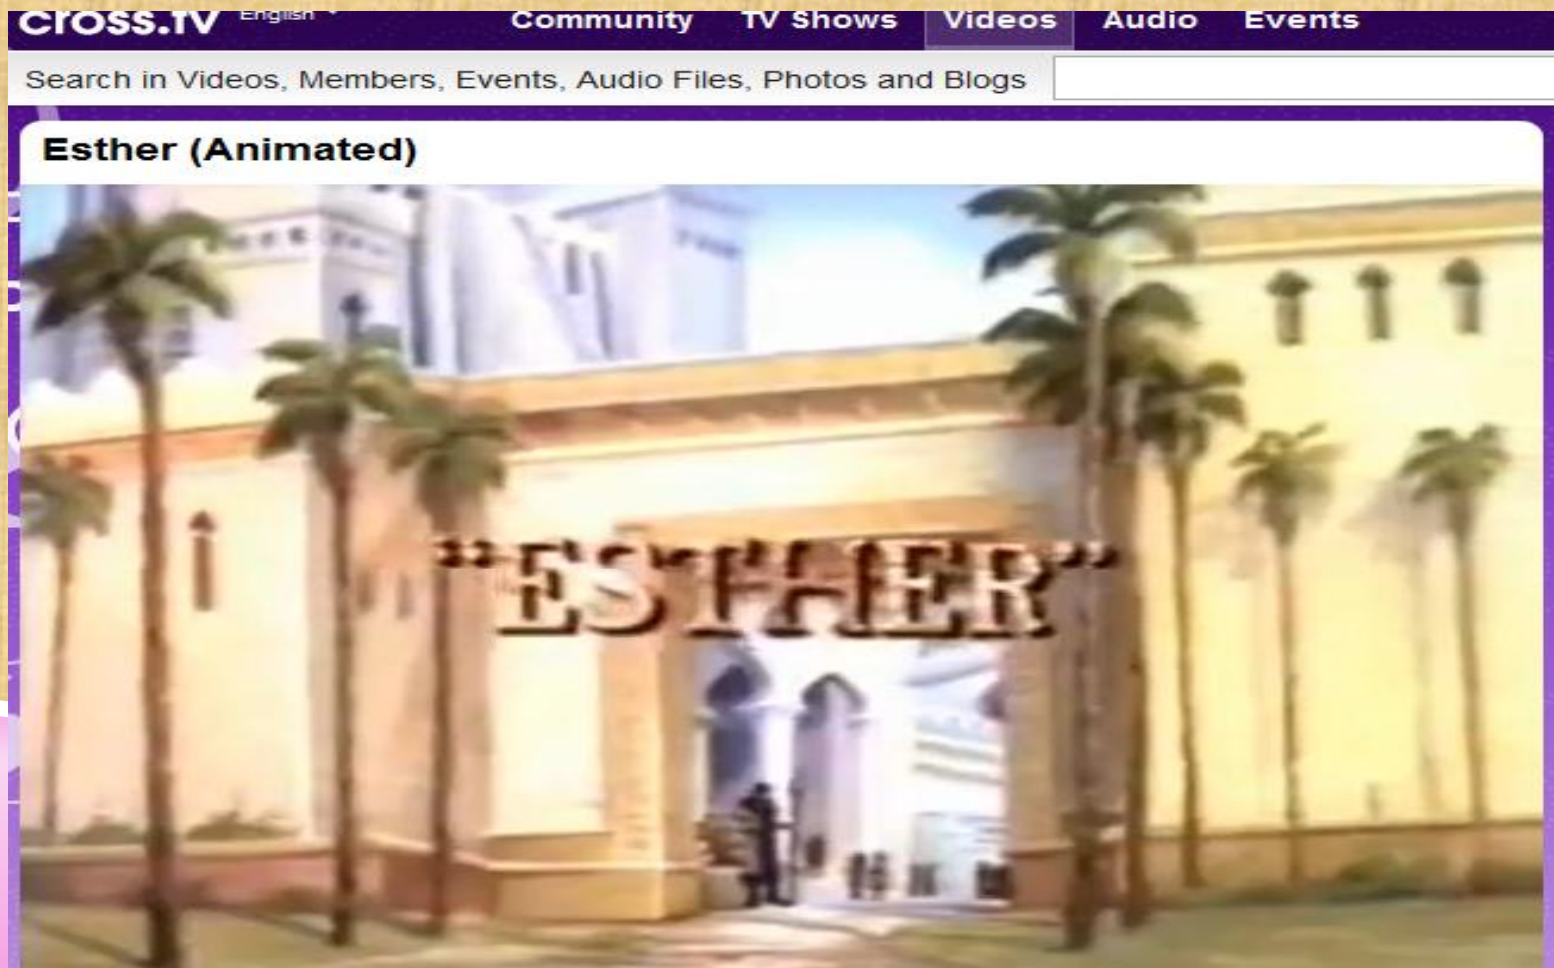 cross.tv English Community TV Shows Videos Audio Events
Search in Videos, Members, Events, Audio Files, Photos and Blogs
Esther (Animated)
“ESTHER”